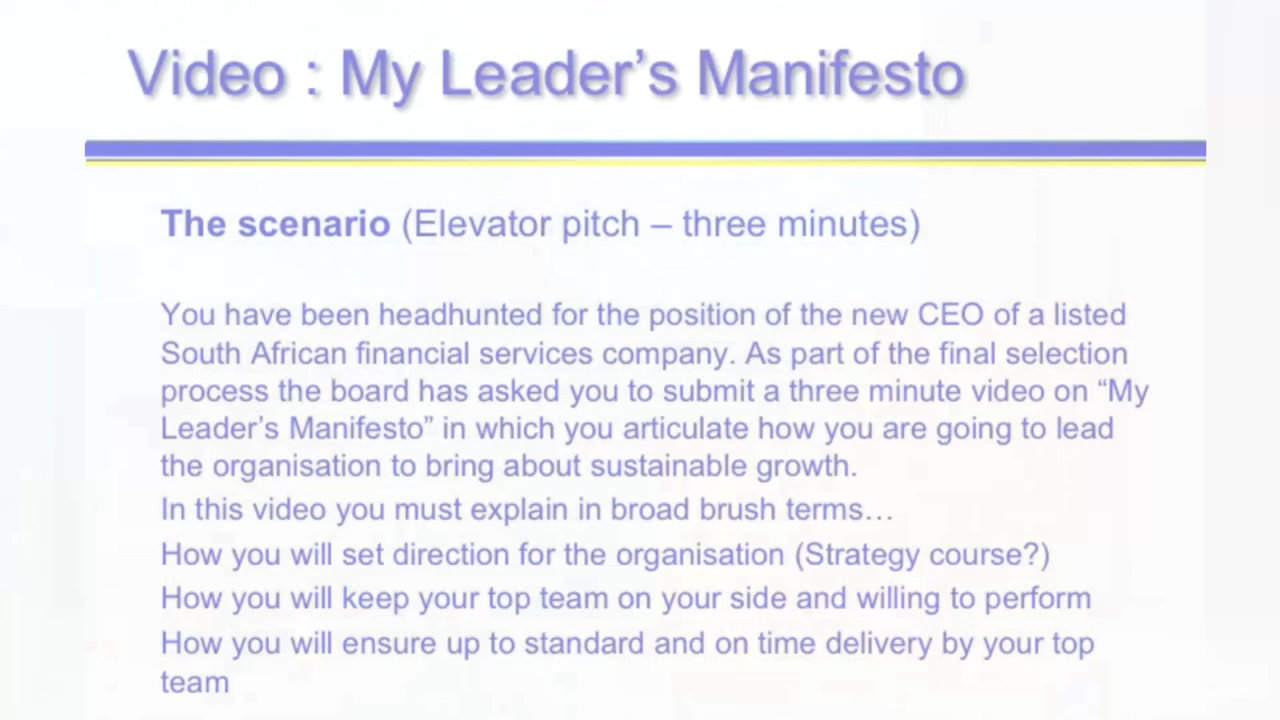 Video : My Leader’s Manifesto
The scenario (Elevator pitch – three minutes)
You have been headhunted for the position of the new CEO of a listed
South African financial services company. As part of the final selection
process the board has asked you to submit a three minute video on “My
Leader’s Manifesto” in which you articulate how you are going to lead
the organisation to bring about sustainable growth.
In this video you must explain in broad brush terms…
How you will set direction for the organisation (Strategy course?)
How you will keep your top team on your side and willing to perform
How you will ensure up to standard and on time delivery by your top
team